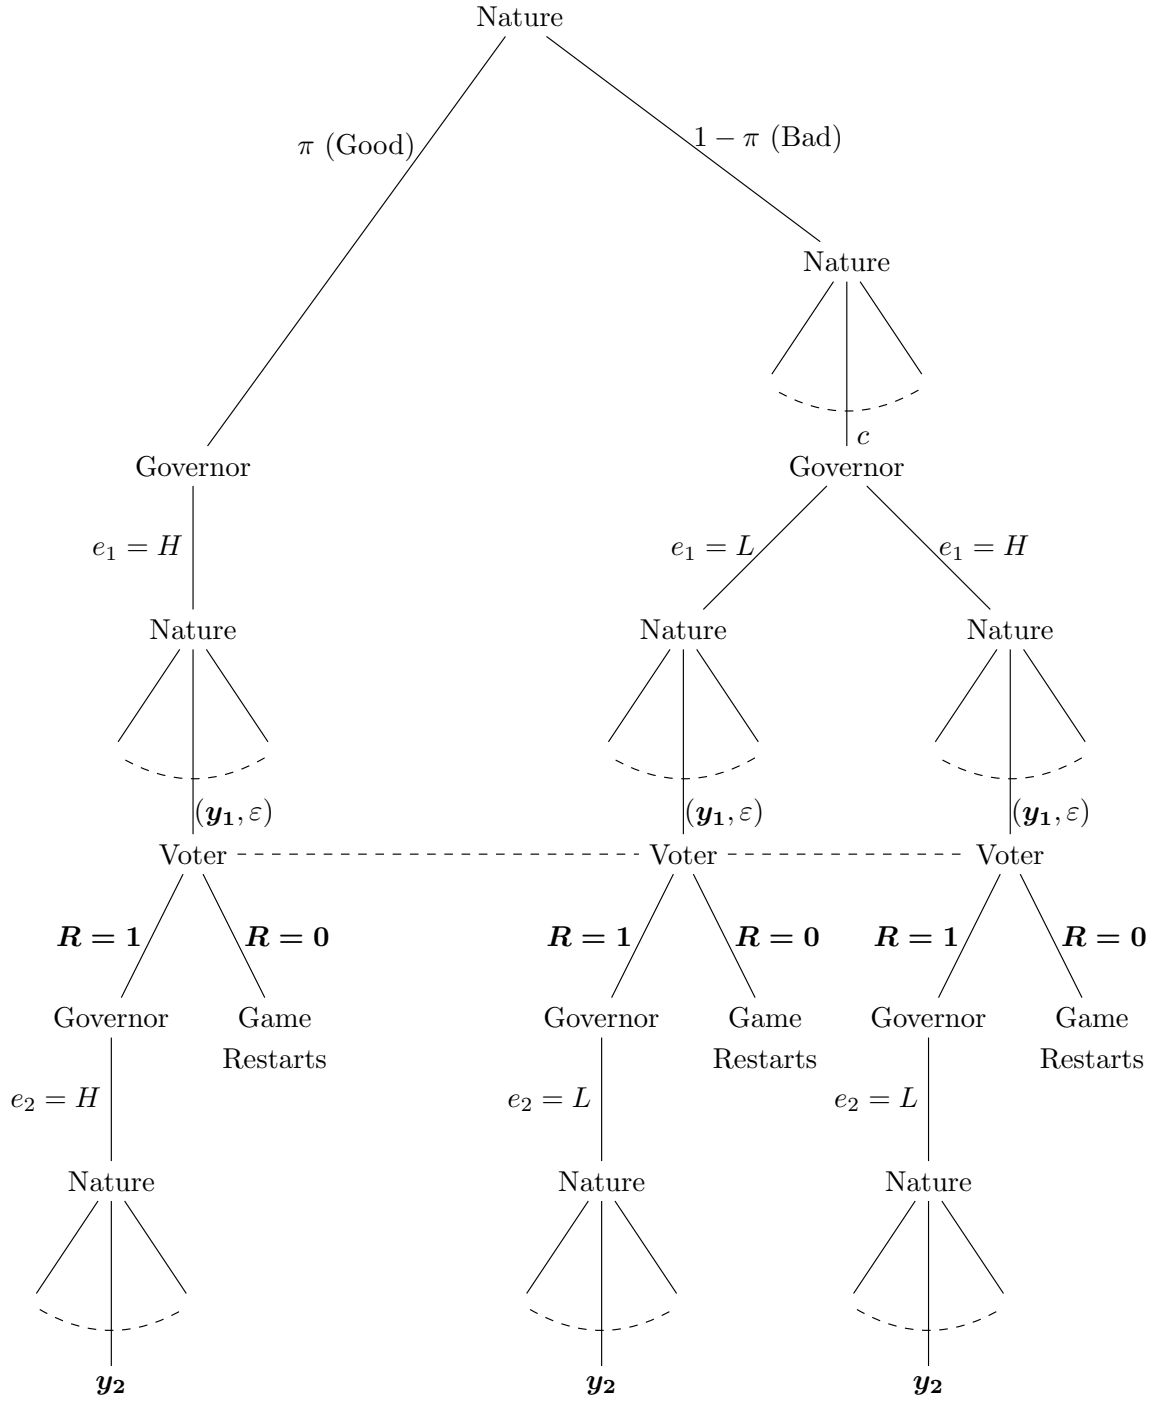 Nature
π (Good)
1 − π (Bad)
Nature
c
Governor
Governor
e₁ = H
e₁ = L
e₁ = H
Nature
Nature
Nature
(y₁, ε)
(y₁, ε)
(y₁, ε)
Voter
Voter
Voter
R = 1
R = 0
R = 1
R = 0
R = 1
R = 0
Governor
Game
Restarts
Governor
Game
Restarts
Governor
Game
Restarts
e₂ = H
e₂ = L
e₂ = L
Nature
Nature
Nature
y₂
y₂
y₂